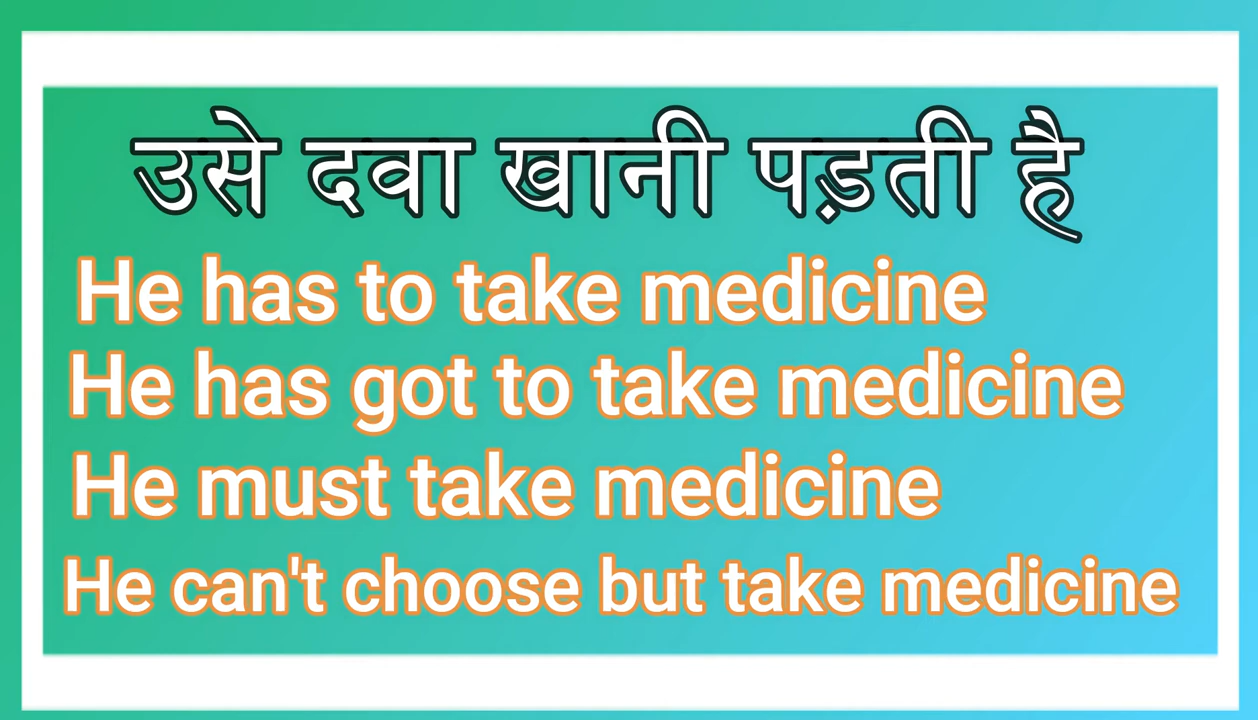 उसे दवा खानी पड़ती है
He has to take medicine
He has got to take medicine
He must take medicine
He can't choose but take medicine